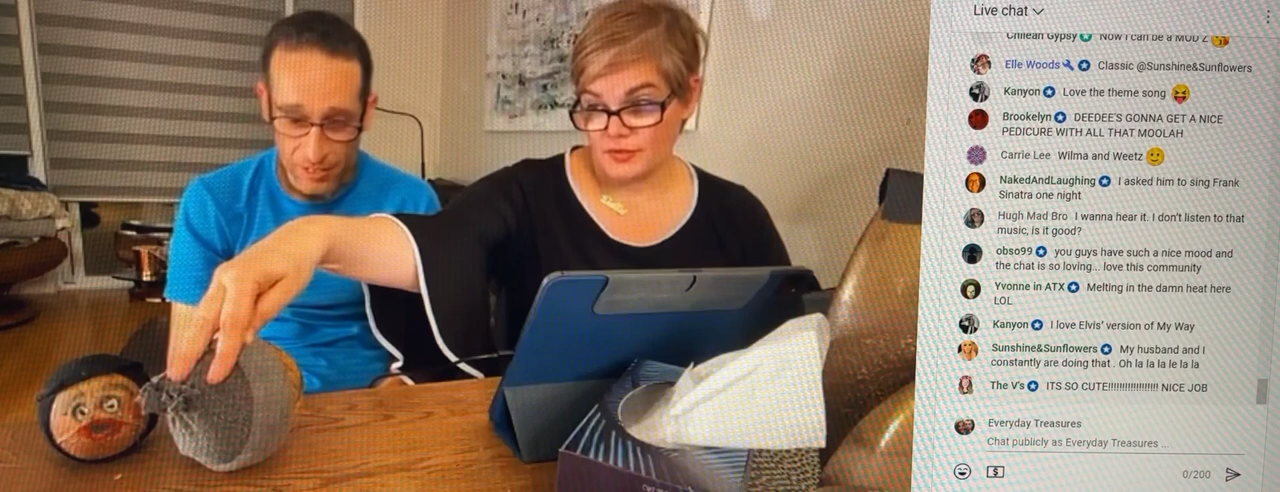 Live chat
Chilean Gypsy Now I can be a MOD 2
Elle Woods Classic @Sunshine&Sunflowers
Kanyon Love the theme song
Brookelyn DEEDEE'S GONNA GET A NICE
PEDICURE WITH ALL THAT MOOLAH
Carrie Lee Wilma and Weetz
NakedAndLaughing I asked him to sing Frank
Sinatra one night
Hugh Mad Bro I wanna hear it. I don't listen to that
music, is it good?
obso99 you guys have such a nice mood and
the chat is so loving... love this community
Yvonne in ATX Melting in the damn heat here
LOL
Kanyon I love Elvis' version of My Way
Sunshine&Sunflowers My husband and I
constantly are doing that . Oh la la la le la la
The V's ITS SO CUTE!!!!!!!!!!!!!!!!!!! NICE JOB
Everyday Treasures
Chat publicly as Everyday Treasures ...
0/200